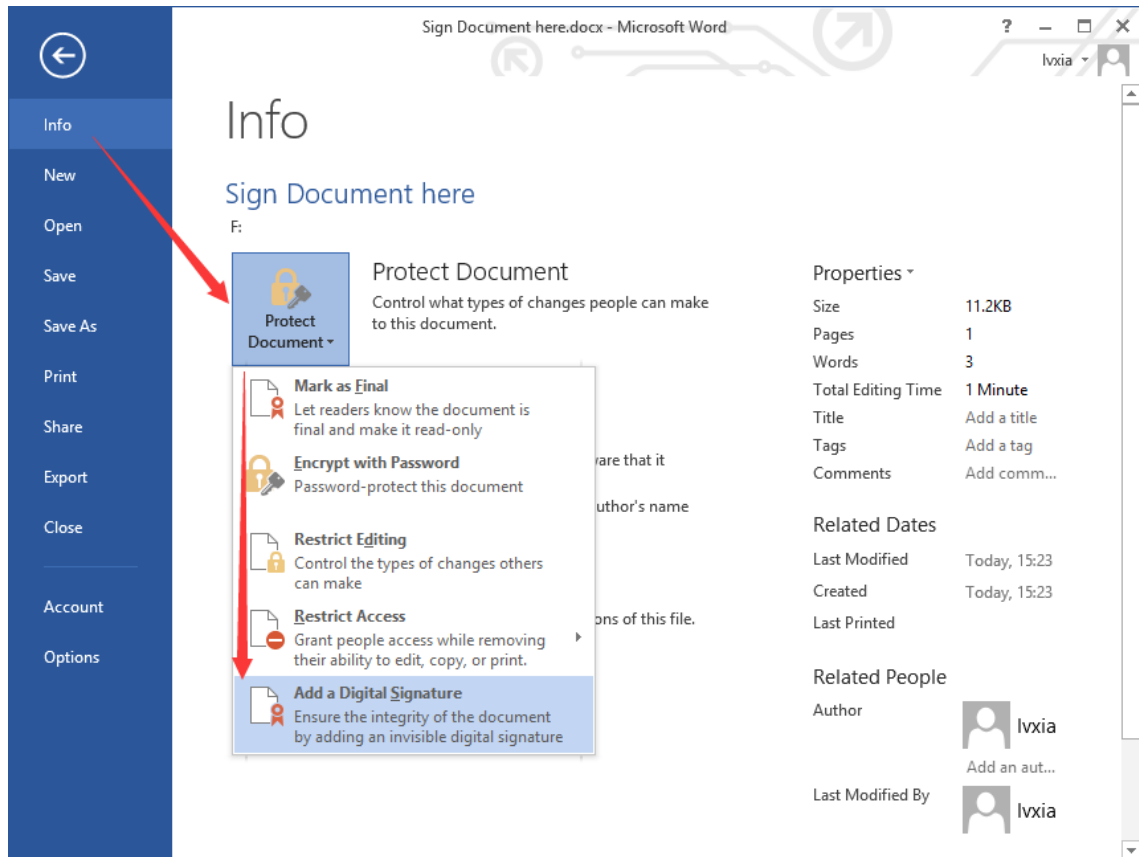 Sign Document here.docx - Microsoft Word
?
lvxia
Info
New
Open
Save
Save As
Print
Share
Export
Close
Account
Options
Info
Sign Document here
F:
Protect
Document
Protect Document
Control what types of changes people can make
to this document.
Mark as Final
Let readers know the document is
final and make it read-only
Encrypt with Password
Password-protect this document
Restrict Editing
Control the types of changes others
can make
Restrict Access
Grant people access while removing
their ability to edit, copy, or print.
Add a Digital Signature
Ensure the integrity of the document
by adding an invisible digital signature
that it
author's name
of this file.
Properties
Size 11.2KB
Pages 1
Words 3
Total Editing Time 1 Minute
Title Add a title
Tags Add a tag
Comments Add comm...
Related Dates
Last Modified Today, 15:23
Created Today, 15:23
Last Printed
Related People
Author lvxia
Add an aut...
Last Modified By lvxia